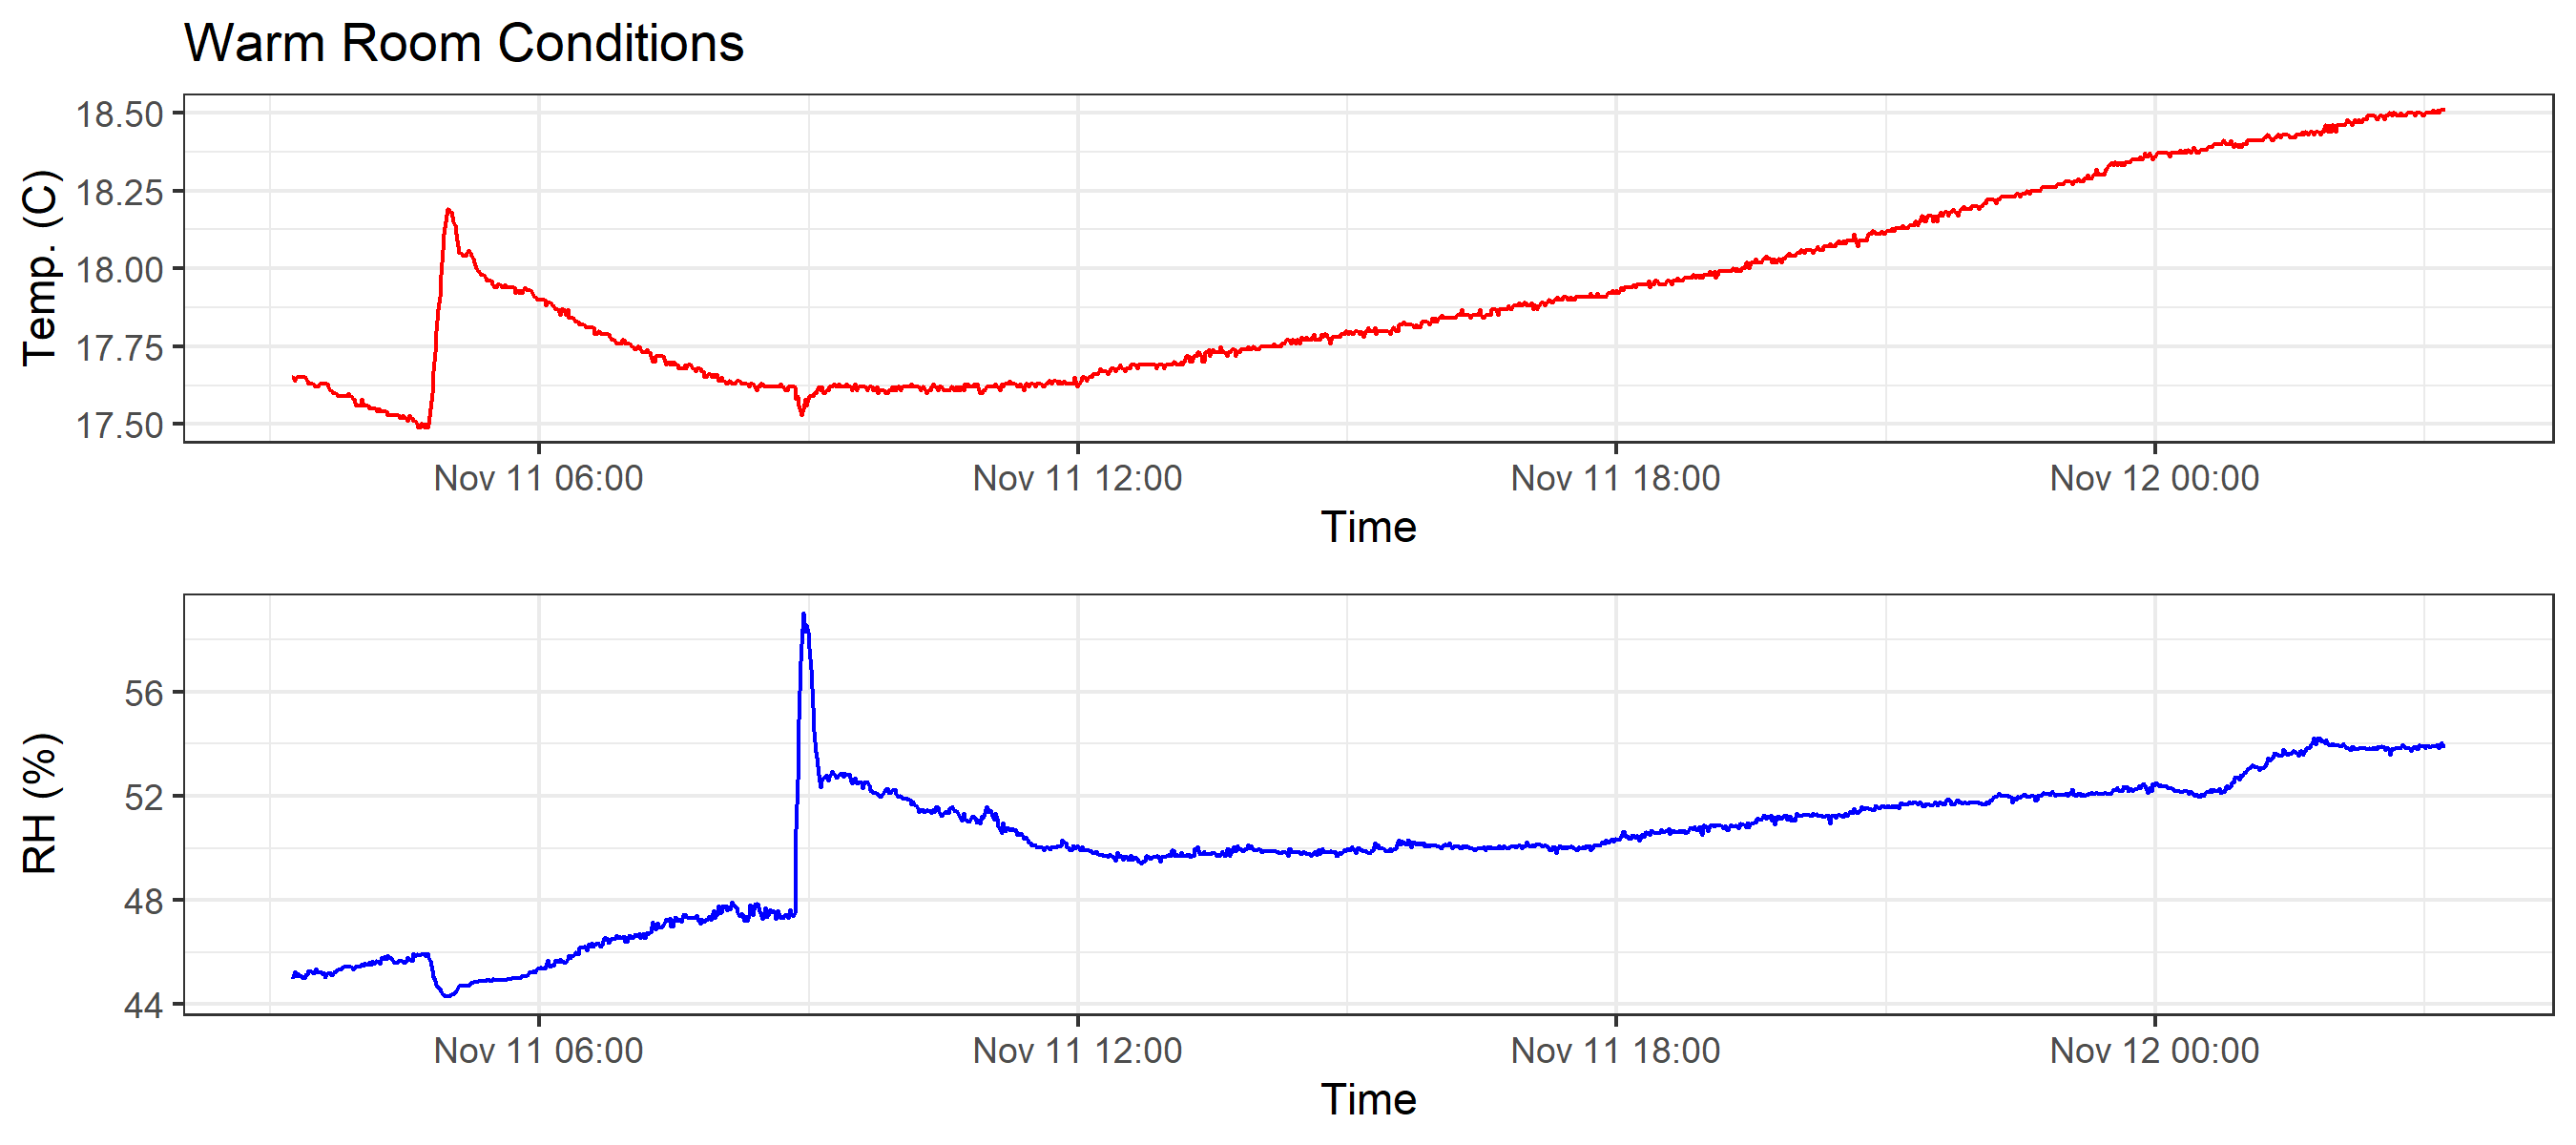 Warm Room Conditions
Temp. (C)
18.50
18.25
18.00
17.75
17.50
Nov 11 06:00 Nov 11 12:00 Nov 11 18:00 Nov 12 00:00
Time
RH (%)
56
52
48
44
Nov 11 06:00 Nov 11 12:00 Nov 11 18:00 Nov 12 00:00
Time